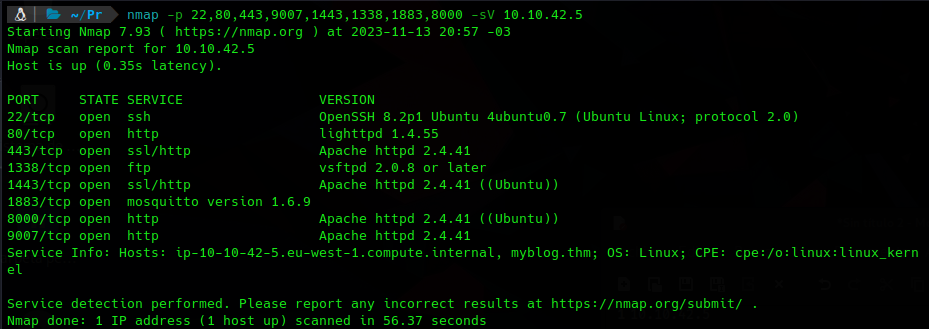 ~/Pr nmap -p 22,80,443,9007,1443,1338,1883,8000 -sV 10.10.42.5
Starting Nmap 7.93 ( https://nmap.org ) at 2023-11-13 20:57 -03
Nmap scan report for 10.10.42.5
Host is up (0.35s latency).
PORT     STATE SERVICE                 VERSION
22/tcp   open  ssh                     OpenSSH 8.2p1 Ubuntu 4ubuntu0.7 (Ubuntu Linux; protocol 2.0)
80/tcp   open  http                    lighttpd 1.4.55
443/tcp  open  ssl/http                Apache httpd 2.4.41
1338/tcp open  ftp                     vsftpd 2.0.8 or later
1443/tcp open  ssl/http                Apache httpd 2.4.41 ((Ubuntu))
1883/tcp open  mosquitto version 1.6.9
8000/tcp open  http                    Apache httpd 2.4.41 ((Ubuntu))
9007/tcp open  http                    Apache httpd 2.4.41
Service Info: Hosts: ip-10-10-42-5.eu-west-1.compute.internal, myblog.thm; OS: Linux; CPE: cpe:/o:linux:linux_kern
el
Service detection performed. Please report any incorrect results at https://nmap.org/submit/ .
Nmap done: 1 IP address (1 host up) scanned in 56.37 seconds